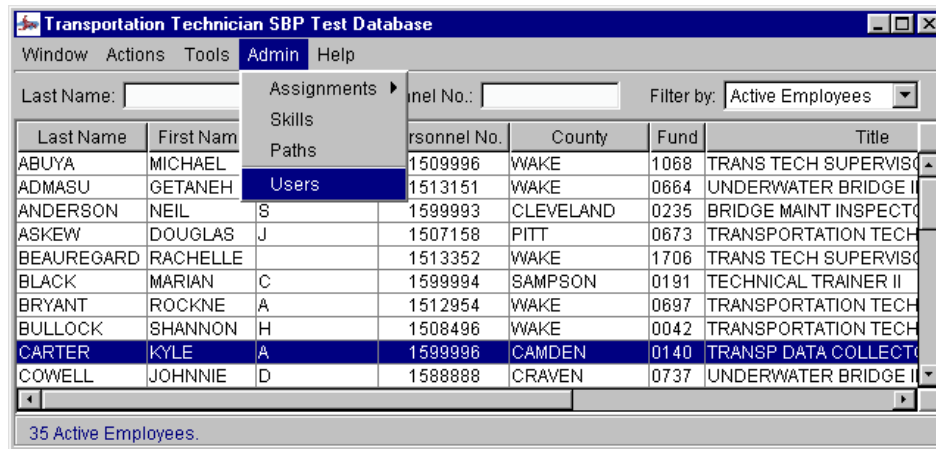 Transportation Technician SBP Test Database
Window Actions Tools Admin Help
Last Name: nnel No.: Filter by: Active Employees
Assignments
Skills
Paths
Users
Last Name First Nam rsonnel No. County Fund Title
ABUYA MICHAEL 1509996 WAKE 1068 TRANS TECH SUPERVISO
ADMASU GETANEH 1513151 WAKE 0664 UNDERWATER BRIDGE II
ANDERSON NEIL S 1599993 CLEVELAND 0235 BRIDGE MAINT INSPECTO
ASKEW DOUGLAS J 1507158 PITT 0673 TRANSPORTATION TECH
BEAUREGARD RACHELLE 1513352 WAKE 1706 TRANS TECH SUPERVISO
BLACK MARIAN C 1599994 SAMPSON 0191 TECHNICAL TRAINER II
BRYANT ROCKNE A 1512954 WAKE 0697 TRANSPORTATION TECH
BULLOCK SHANNON H 1508496 WAKE 0042 TRANSPORTATION TECH
CARTER KYLE A 1599996 CAMDEN 0140 TRANSP DATA COLLECTO
COWELL JOHNNIE D 1588888 CRAVEN 0737 UNDERWATER BRIDGE II
35 Active Employees.